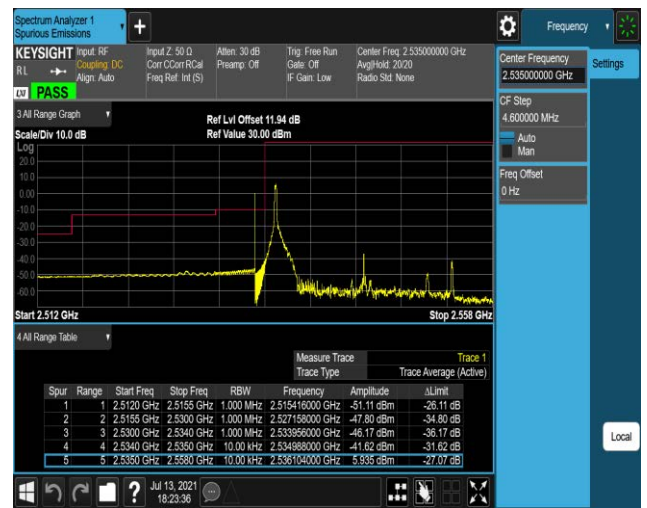 Spectrum Analyzer 1
Spurious Emissions
Frequency
KEYSIGHT
RL
Input: RF
Coupling: DC
Align: Auto
Input Z: 50 Ω
Corr CCorr RCal
Freq Ref: Int (S)
Atten: 30 dB
Preamp: Off
Trig: Free Run
Gate: Off
IF Gain: Low
Center Freq: 2.535000000 GHz
Avg|Hold: 20/20
Radio Std: None
LXI PASS
3 All Range Graph
Scale/Div 10.0 dB
Ref Lvl Offset 11.94 dB
Ref Value 30.00 dBm
Log
20.0
10.0
0.00
-10.0
-20.0
-30.0
-40.0
-50.0
-60.0
Start 2.512 GHz
Stop 2.558 GHz
4 All Range Table
Measure Trace Trace 1
Trace Type Trace Average (Active)
Spur Range Start Freq Stop Freq RBW Frequency Amplitude ΔLimit
1 1 2.5120 GHz 2.5155 GHz 1.000 MHz 2.515416000 GHz -51.11 dBm -26.11 dB
2 2 2.5155 GHz 2.5300 GHz 1.000 MHz 2.527158000 GHz -47.80 dBm -34.80 dB
3 3 2.5300 GHz 2.5340 GHz 1.000 MHz 2.533956000 GHz -46.17 dBm -36.17 dB
4 4 2.5340 GHz 2.5350 GHz 10.00 kHz 2.534988000 GHz -41.62 dBm -31.62 dB
5 5 2.5350 GHz 2.5580 GHz 10.00 kHz 2.536104000 GHz 5.935 dBm -27.07 dB
Jul 13, 2021
18:23:36
Center Frequency
2.535000000 GHz
Settings
CF Step
4.600000 MHz
Auto
Man
Freq Offset
0 Hz
Local